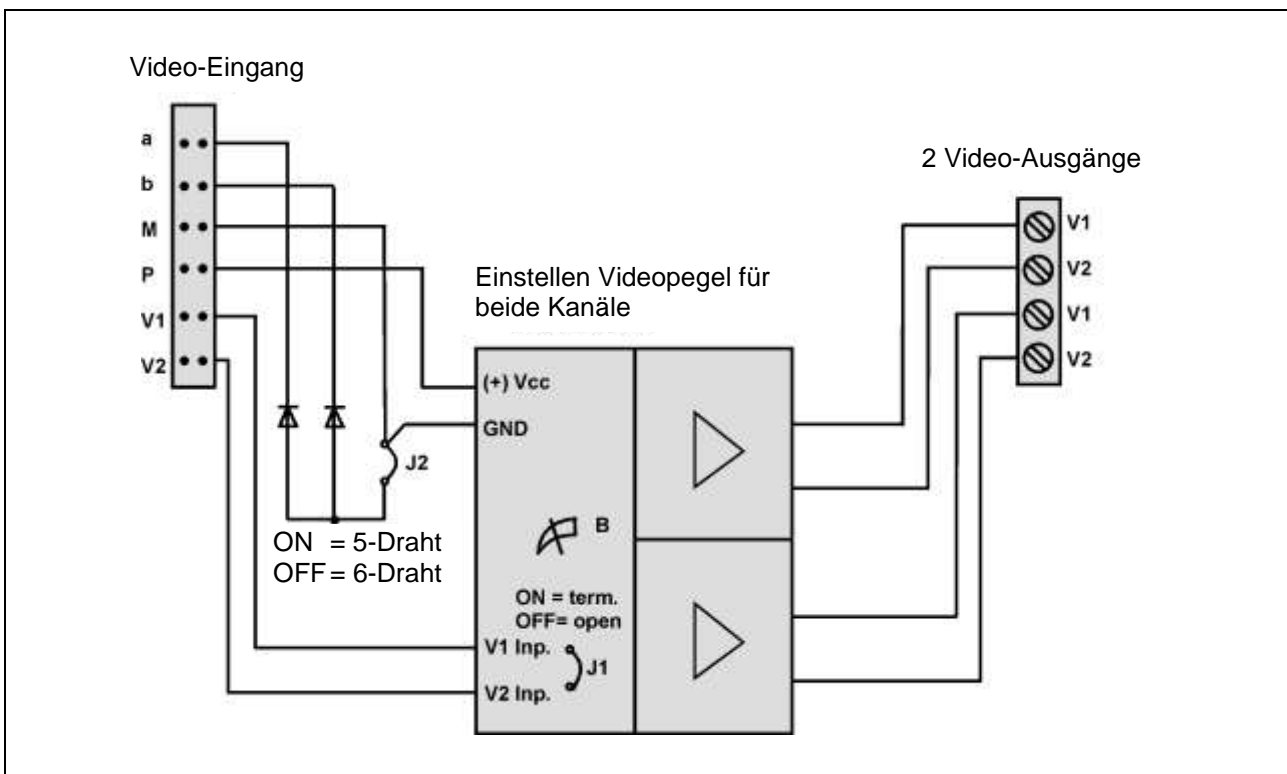 Video-Eingang
a
b
M
P
V1
V2
2 Video-Ausgänge
V1
V2
V1
V2
Einstellen Videopegel für
beide Kanäle
(+) Vcc
GND
J2
ON = 5-Draht
OFF = 6-Draht
B
ON = term.
OFF= open
V1 Inp.
J1
V2 Inp.